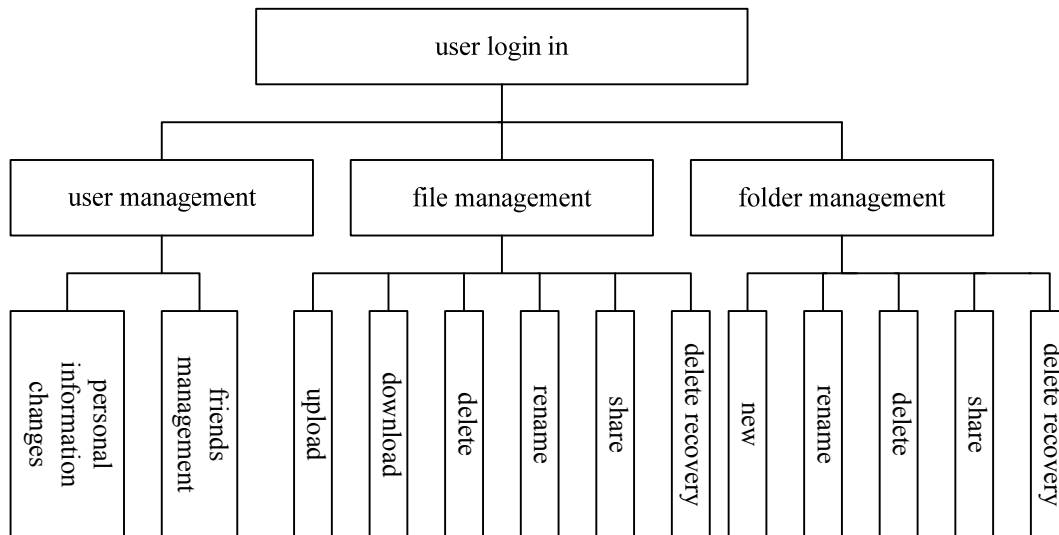 user login in
user management
file management
folder management
personal
information
changes
friends
management
upload
download
delete
rename
share
delete recovery
new
rename
delete
share
delete recovery